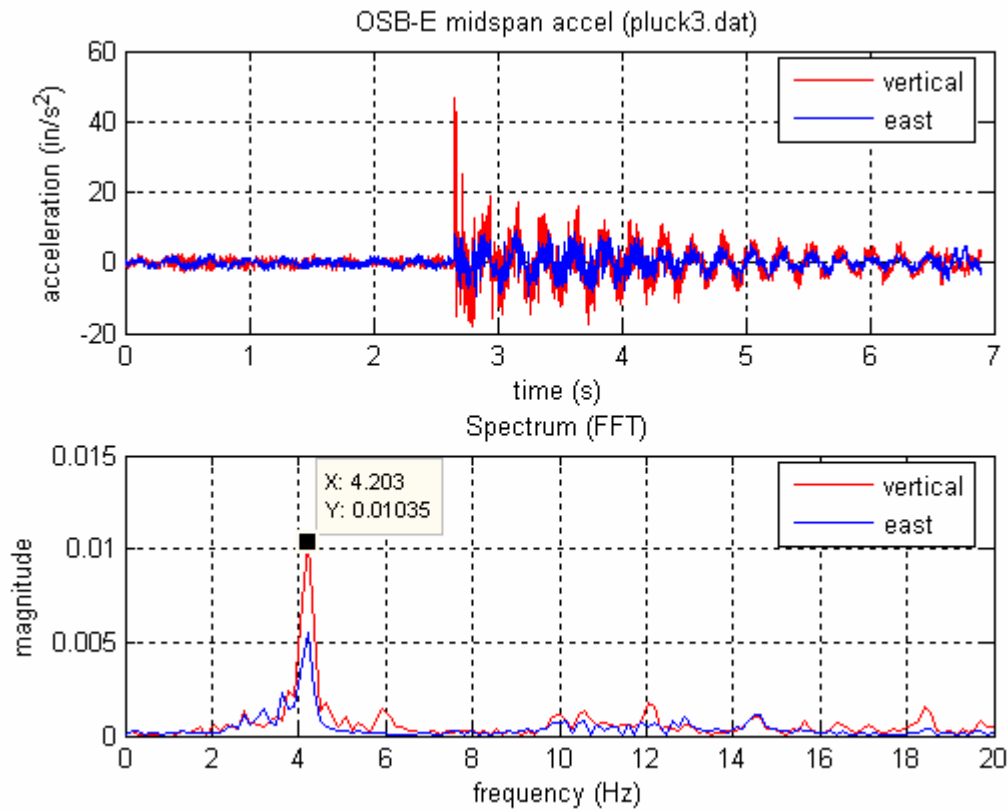 OSB-E midspan accel (pluck3.dat)
acceleration (in/s²)
60
40
20
0
-20
vertical
east
0 1 2 3 4 5 6 7
time (s)
Spectrum (FFT)
magnitude
0.015
0.010
0.005
0
X: 4.203
Y: 0.01035
vertical
east
0 2 4 6 8 10 12 14 16 18 20
frequency (Hz)